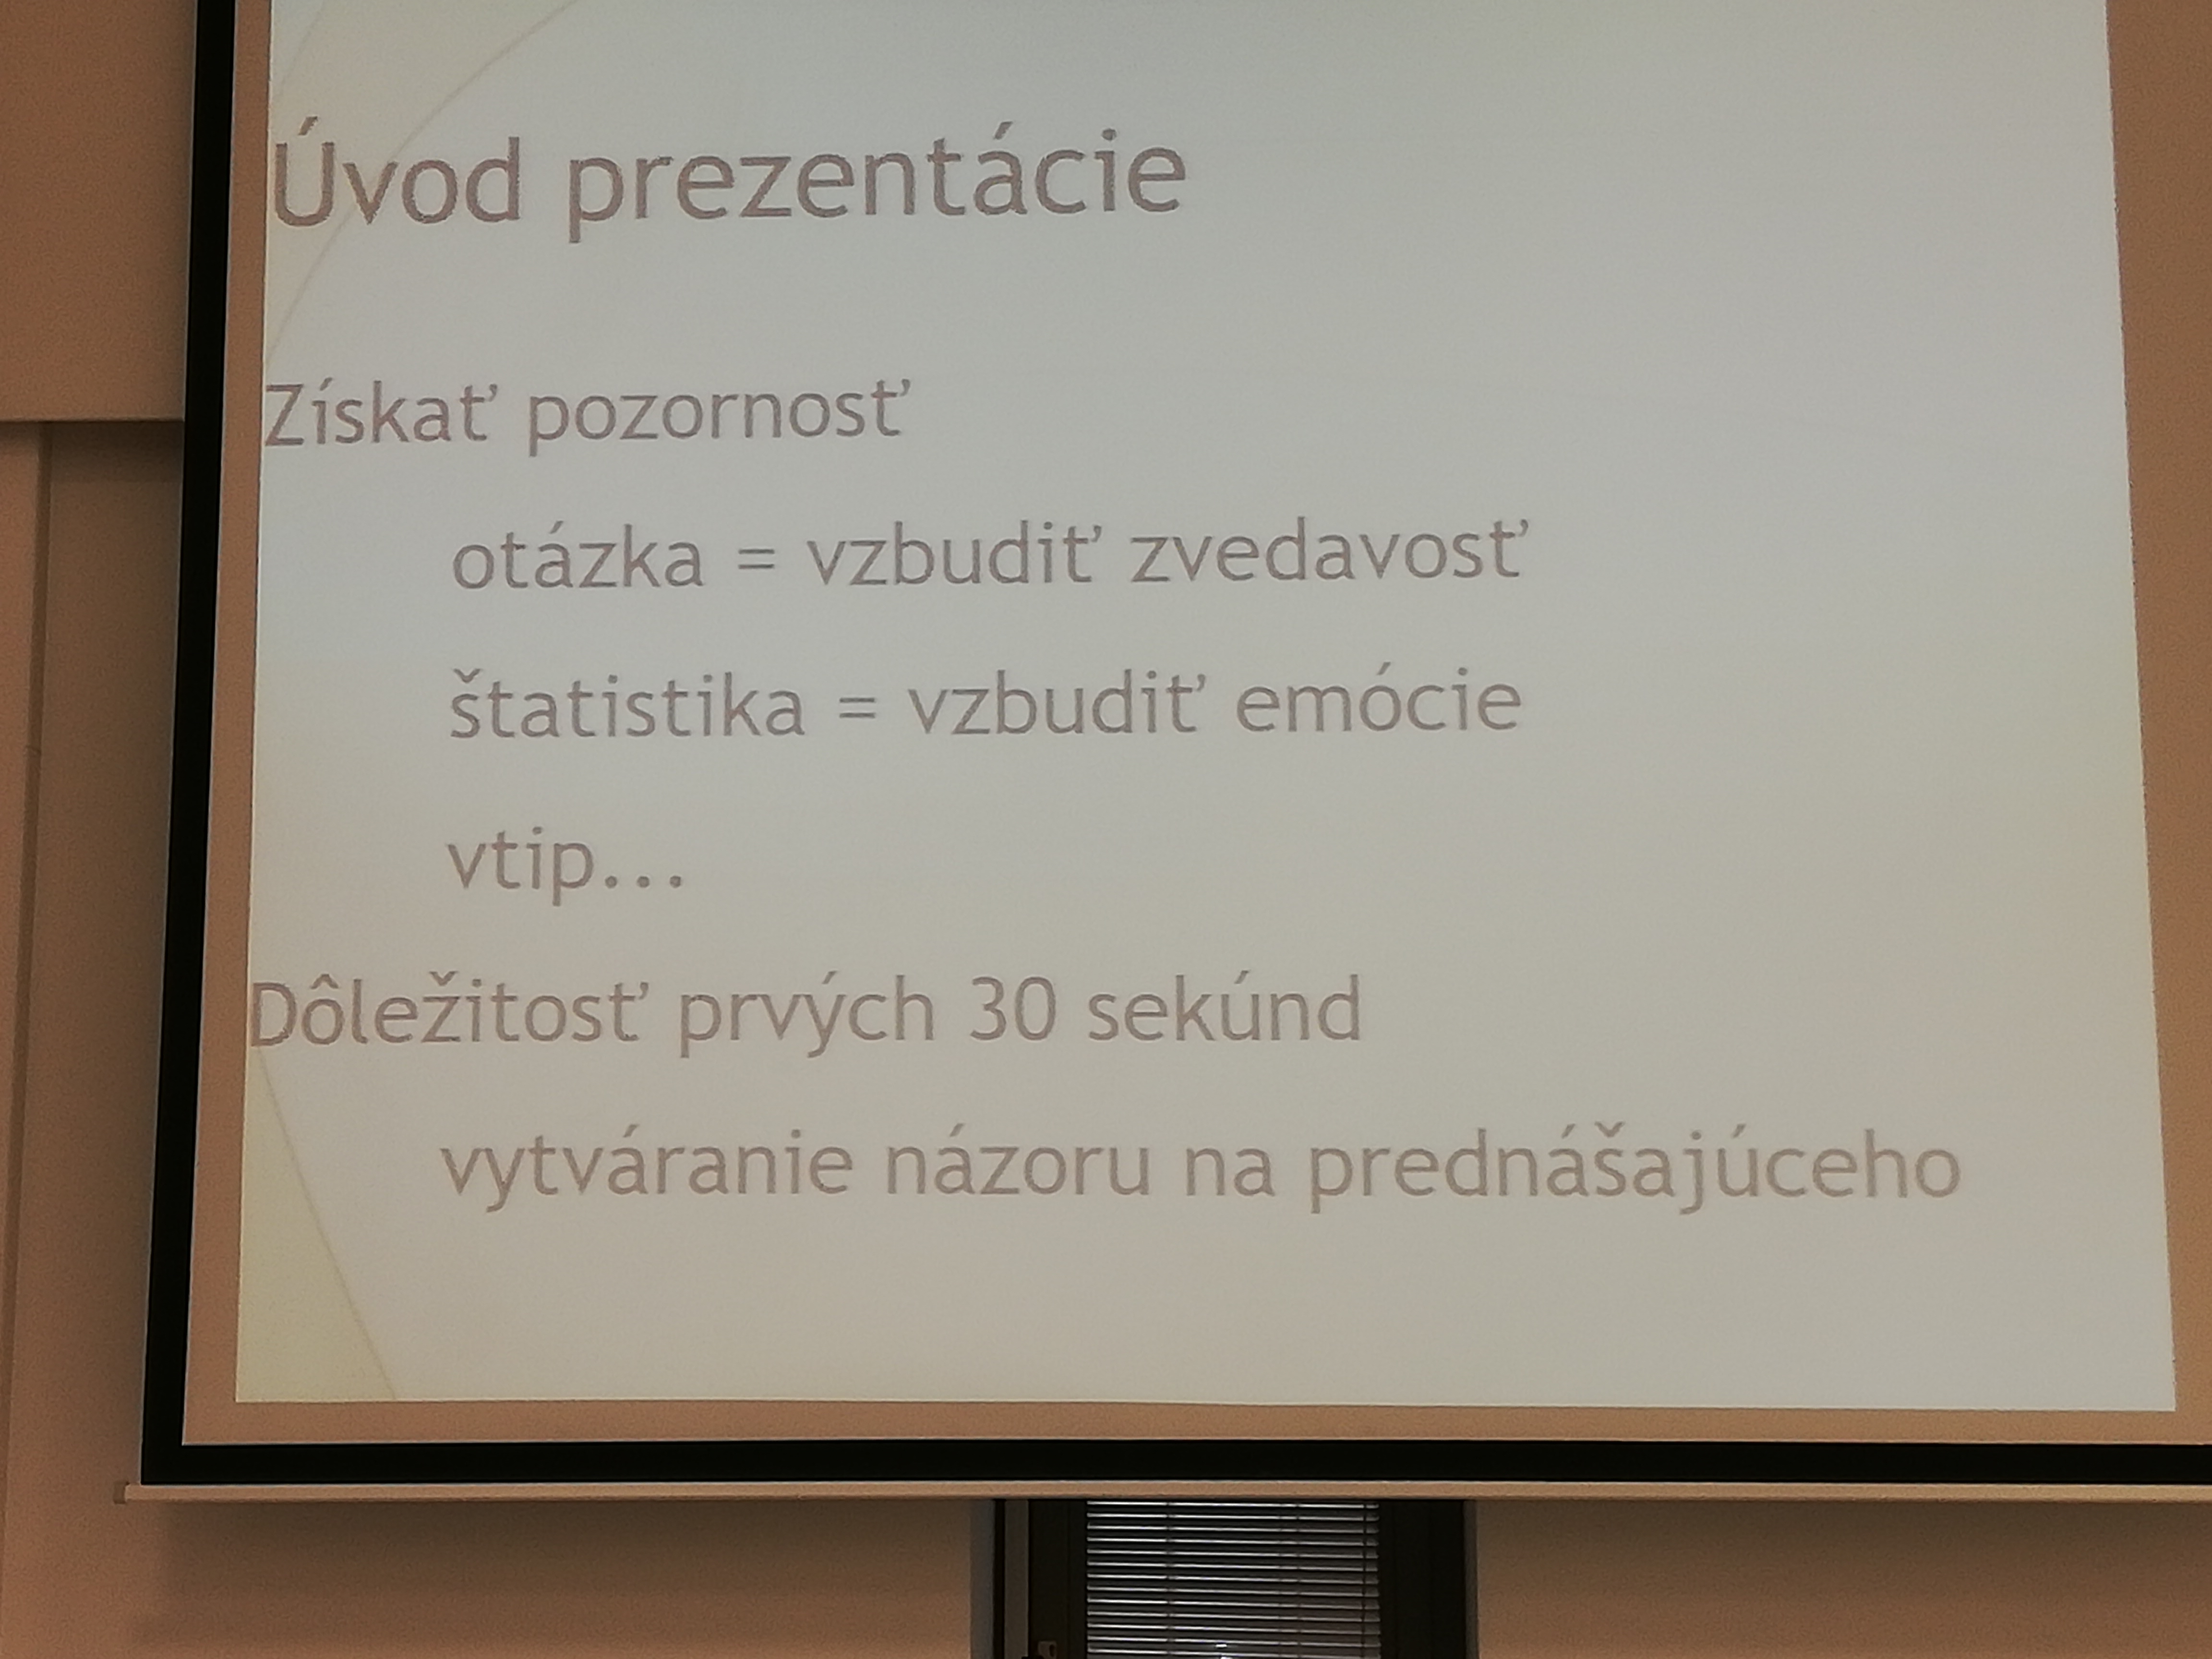 Úvod prezentácie
Získať pozornosť
otázka = vzbudiť zvedavosť
štatistika = vzbudiť emócie
vtip...
Dôležitosť prvých 30 sekúnd
vytváranie názoru na prednášajúceho